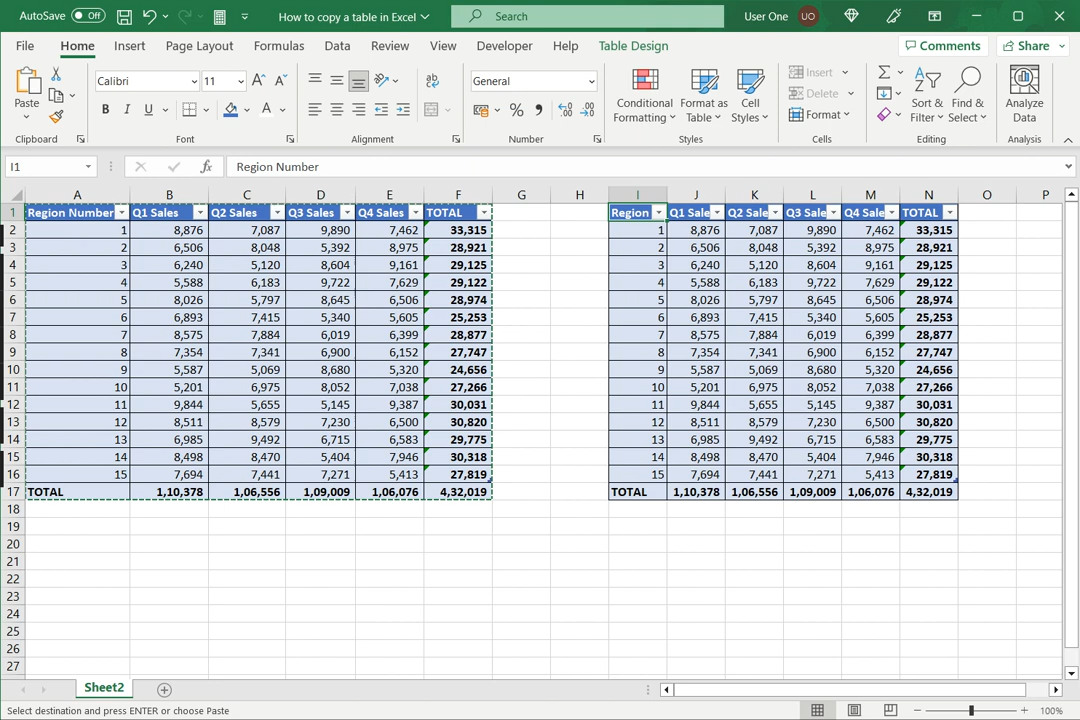 AutoSave Off How to copy a table in Excel Search User One UO
File Home Insert Page Layout Formulas Data Review View Developer Help Table Design Comments Share
Paste Calibri 11 General Conditional Formatting Format as Table Cell Styles Insert Delete Format Sort & Filter Find & Select Analyze Data
B I U A ab c % 
Clipboard Font Alignment Number Styles Cells Editing Analysis
I1 fx Region Number
A B C D E F G H I J K L M N O P
1 Region Number Q1 Sales Q2 Sales Q3 Sales Q4 Sales TOTAL Region Q1 Sale Q2 Sale Q3 Sale Q4 Sale TOTAL
2 1 8,876 7,087 9,890 7,462 33,315 1 8,876 7,087 9,890 7,462 33,315
3 2 6,506 8,048 5,392 8,975 28,921 2 6,506 8,048 5,392 8,975 28,921
4 3 6,240 5,120 8,604 9,161 29,125 3 6,240 5,120 8,604 9,161 29,125
5 4 5,588 6,183 9,722 7,629 29,122 4 5,588 6,183 9,722 7,629 29,122
6 5 8,026 5,797 8,645 6,506 28,974 5 8,026 5,797 8,645 6,506 28,974
7 6 6,893 7,415 5,340 5,605 25,253 6 6,893 7,415 5,340 5,605 25,253
8 7 8,575 7,884 6,019 6,399 28,877 7 8,575 7,884 6,019 6,399 28,877
9 8 7,354 7,341 6,900 6,152 27,747 8 7,354 7,341 6,900 6,152 27,747
10 9 5,587 5,069 8,680 5,320 24,656 9 5,587 5,069 8,680 5,320 24,656
11 10 5,201 6,975 8,052 7,038 27,266 10 5,201 6,975 8,052 7,038 27,266
12 11 9,844 5,655 5,145 9,387 30,031 11 9,844 5,655 5,145 9,387 30,031
13 12 8,511 8,579 7,230 6,500 30,820 12 8,511 8,579 7,230 6,500 30,820
14 13 6,985 9,492 6,715 6,583 29,775 13 6,985 9,492 6,715 6,583 29,775
15 14 8,498 8,470 5,404 7,946 30,318 14 8,498 8,470 5,404 7,946 30,318
16 15 7,694 7,441 7,271 5,413 27,819 15 7,694 7,441 7,271 5,413 27,819
17 TOTAL 1,10,378 1,06,556 1,09,009 1,06,076 4,32,019 TOTAL 1,10,378 1,06,556 1,09,009 1,06,076 4,32,019
18
19
20
21
22
23
24
25
26
27
Sheet2
Select destination and press ENTER or choose Paste 100%